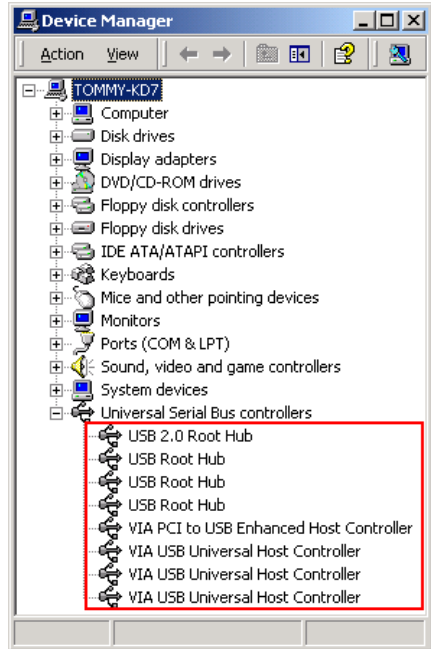 Device Manager
Action View
TOMMY-KD7
Computer
Disk drives
Display adapters
DVD/CD-ROM drives
Floppy disk controllers
Floppy disk drives
IDE ATA/ATAPI controllers
Keyboards
Mice and other pointing devices
Monitors
Ports (COM & LPT)
Sound, video and game controllers
System devices
Universal Serial Bus controllers
USB 2.0 Root Hub
USB Root Hub
USB Root Hub
USB Root Hub
VIA PCI to USB Enhanced Host Controller
VIA USB Universal Host Controller
VIA USB Universal Host Controller
VIA USB Universal Host Controller